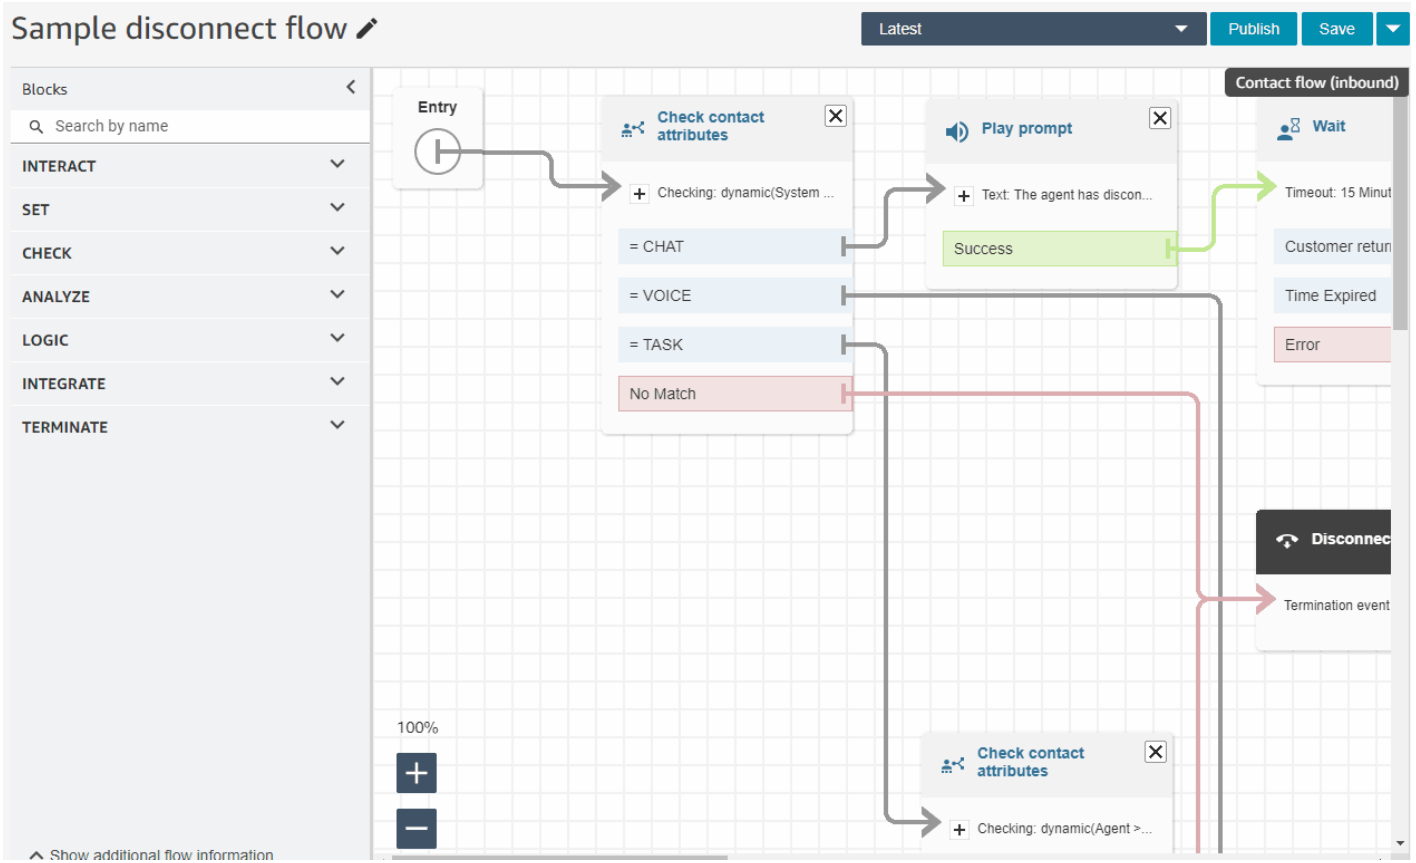 Sample disconnect flow
Latest
Publish
Save
Blocks
Search by name
INTERACT
SET
CHECK
ANALYZE
LOGIC
INTEGRATE
TERMINATE
Show additional flow information
Contact flow (inbound)
Entry
Check contact
attributes
Checking: dynamic(System ...
= CHAT
= VOICE
= TASK
No Match
Play prompt
Text: The agent has discon...
Success
Wait
Timeout: 15 Minut
Customer return
Time Expired
Error
Disconnec
Termination event
Check contact
attributes
Checking: dynamic(Agent >...
100%